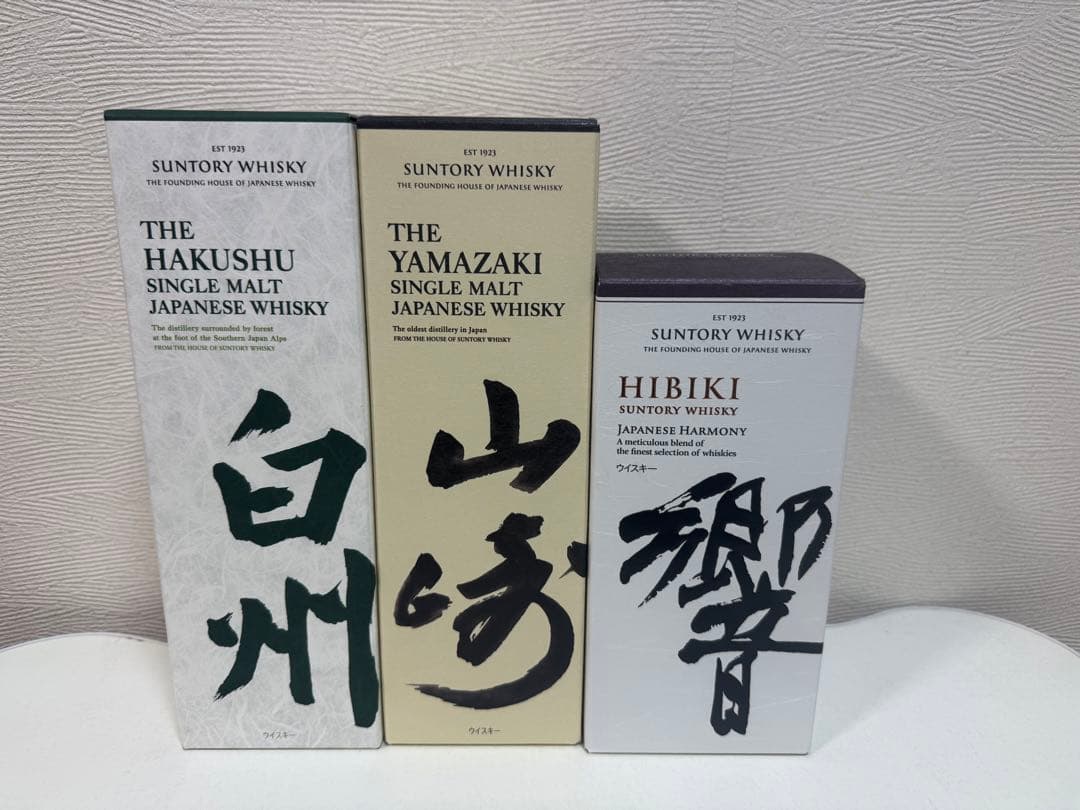 EST 1923
SUNTORY WHISKY
THE FOUNDING HOUSE OF JAPANESE WHISKY
THE
HAKUSHU
SINGLE MALT
JAPANESE WHISKY
The distillery surrounded by forest
at the foot of the Southern Japan Alps
FROM THE HOUSE OF SUNTORY WHISKY
白州
ウイスキー
EST 1923
SUNTORY WHISKY
THE FOUNDING HOUSE OF JAPANESE WHISKY
THE
YAMAZAKI
SINGLE MALT
JAPANESE WHISKY
The oldest distillery in Japan
FROM THE HOUSE OF SUNTORY WHISKY
山崎
ウイスキー
EST 1923
SUNTORY WHISKY
THE FOUNDING HOUSE OF JAPANESE WHISKY
HIBIKI
SUNTORY WHISKY
JAPANESE HARMONY
A meticulous blend of
the finest selection of whiskies
ウイスキー
響